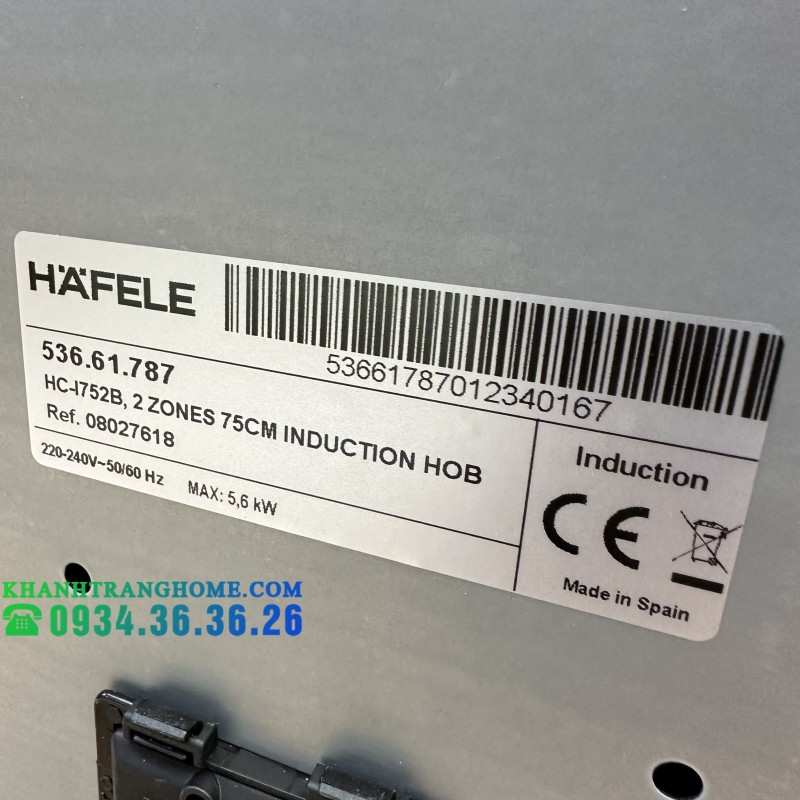 HÄFELE
53661787012340167
536.61.787
HC-I752B, 2 ZONES 75CM INDUCTION HOB
Ref. 08027618
220-240V~50/60 Hz MAX: 5,6 kW
Induction
CE
Made in Spain
KHANHTRANGHOME.COM
0934.36.36.26